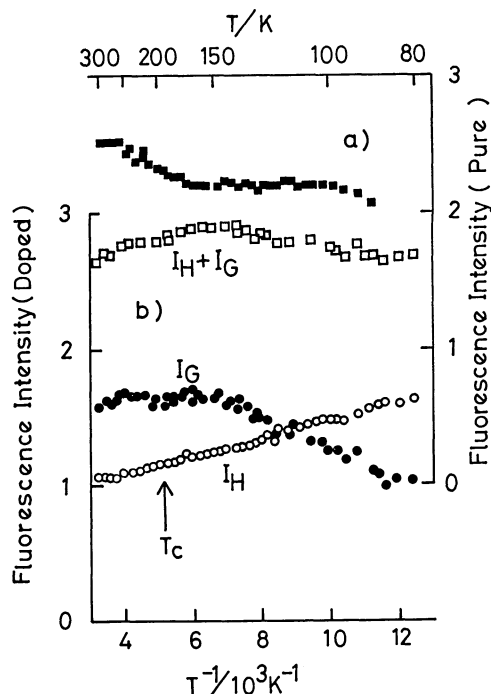 T/K
300 200 150 100 80
3
a)
3
2
I_H+I_G
b)
2
I_G
1
1
I_H
T_c
0
0
4 6 8 10 12
T^-1/10^3K^-1
Fluorescence Intensity(Doped)
Fluorescence Intensity(Pure)